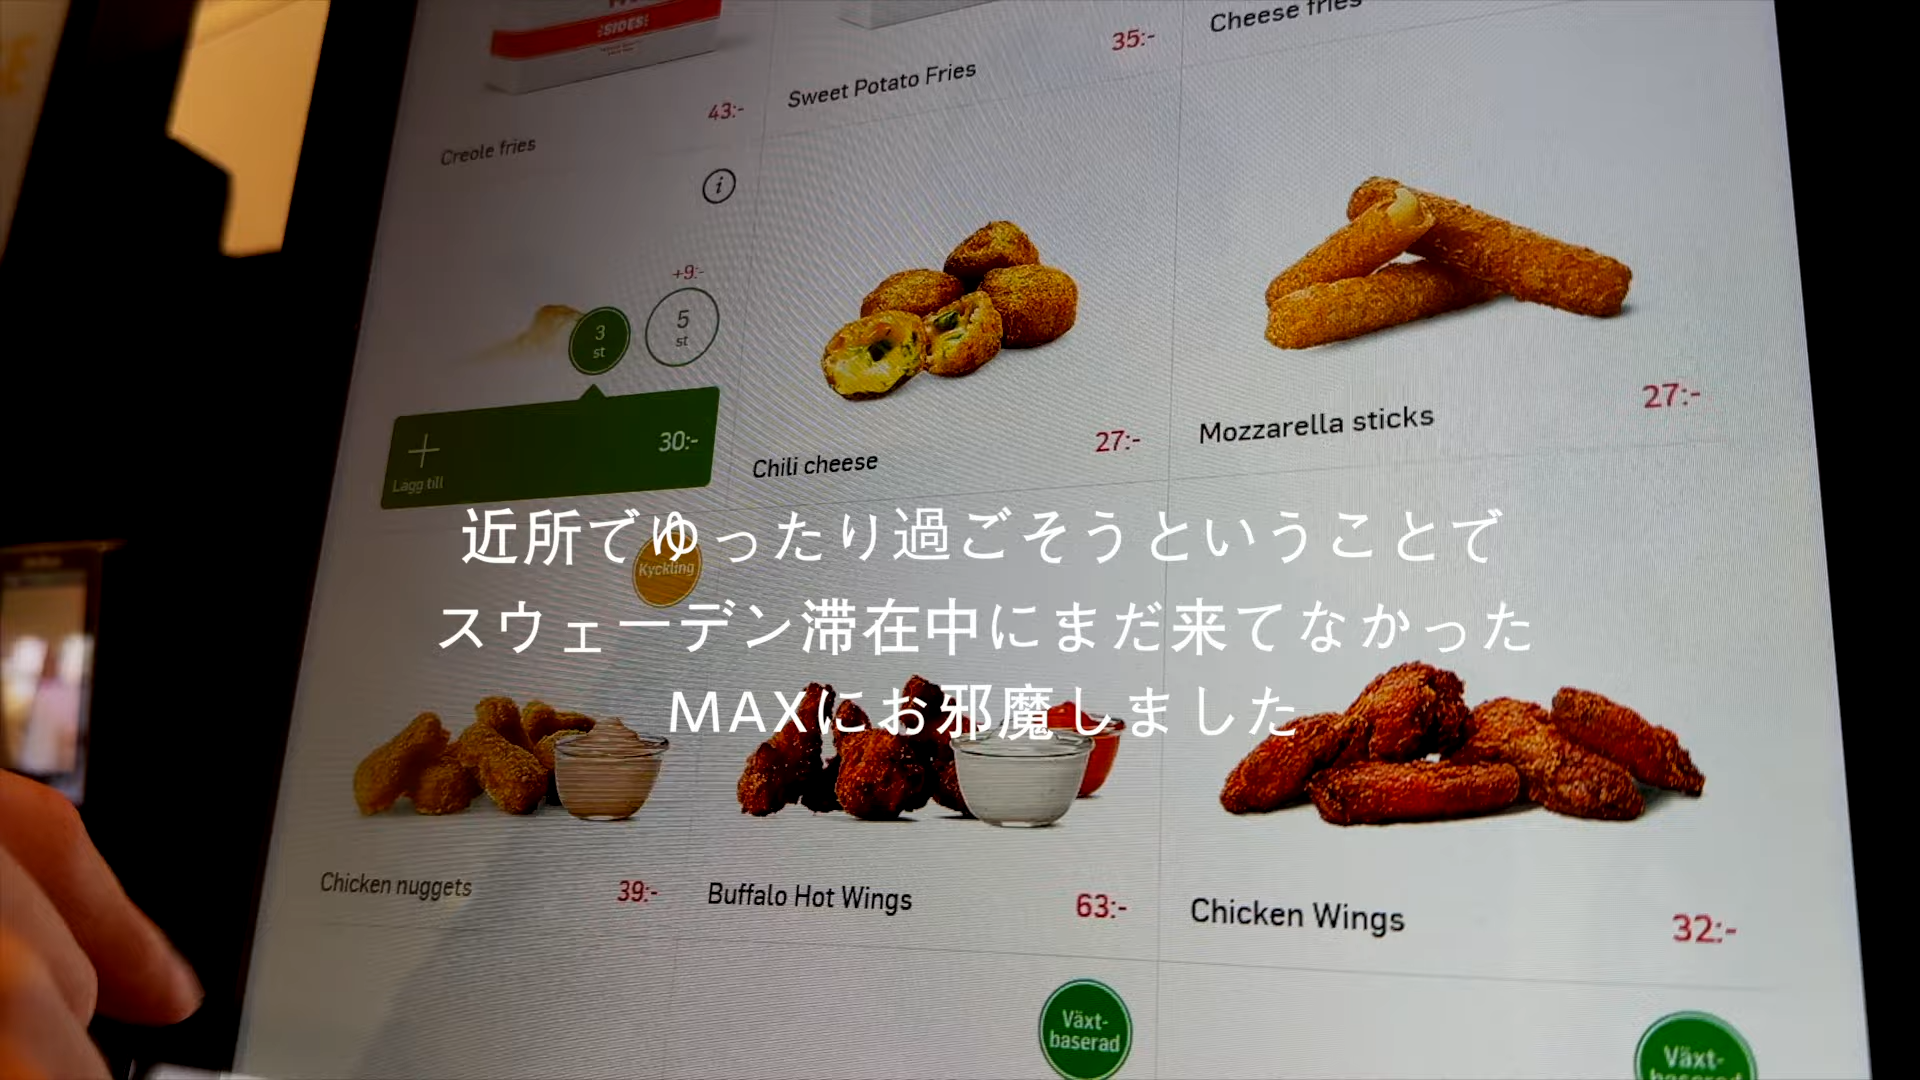 SIDES
43:-
Creole fries
35:-
Sweet Potato Fries
Cheese fries
i
+9:-
3 st
5 st
30:-
Lägg till
27:-
Chili cheese
27:-
Mozzarella sticks
近所でゆったり過ごそうということで
Kyckling
スウェーデン滞在中にまだ来てなかった
MAXにお邪魔しました
Chicken nuggets
39:-
Buffalo Hot Wings
63:-
Chicken Wings
32:-
Växt-
baserad
Växt-